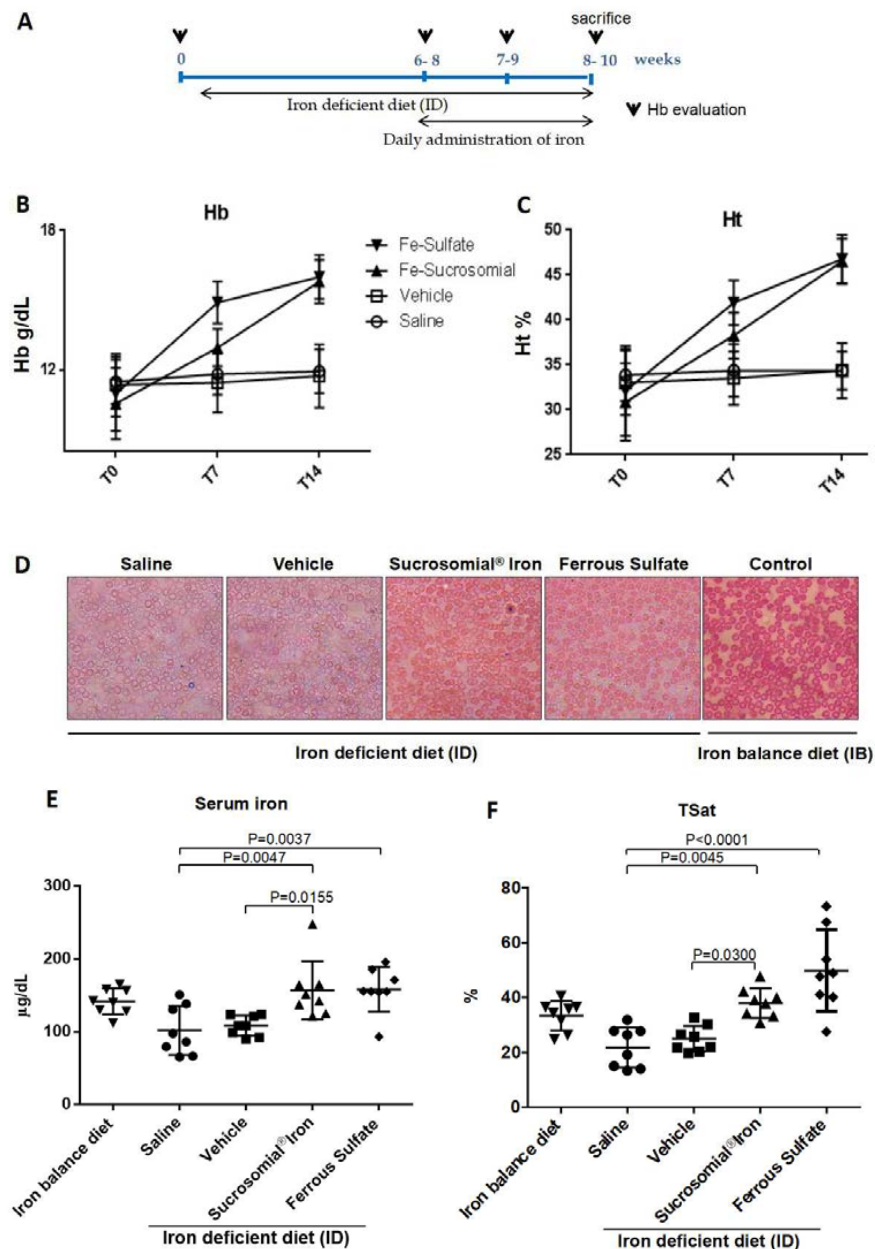 A
sacrifice
0
6- 8
7-9
8- 10
weeks
Iron deficient diet (ID)
Hb evaluation
Daily administration of iron
B
Hb
18
12
Hb g/dL
T0
T7
T14
Fe-Sulfate
Fe-Sucrosomial
Vehicle
Saline
C
Ht
50
45
40
35
30
25
Ht %
T0
T7
T14
D
Saline
Vehicle
Sucrosomial® Iron
Ferrous Sulfate
Control
Iron deficient diet (ID)
Iron balance diet (IB)
E
Serum iron
P=0.0037
P=0.0047
P=0.0155
300
200
100
0
µg/dL
Iron balance diet
Saline
Vehicle
Sucrosomial®Iron
Ferrous Sulfate
Iron deficient diet (ID)
F
TSat
P<0.0001
P=0.0045
P=0.0300
80
60
40
20
0
%
Iron balance diet
Saline
Vehicle
Sucrosomial®Iron
Ferrous Sulfate
Iron deficient diet (ID)